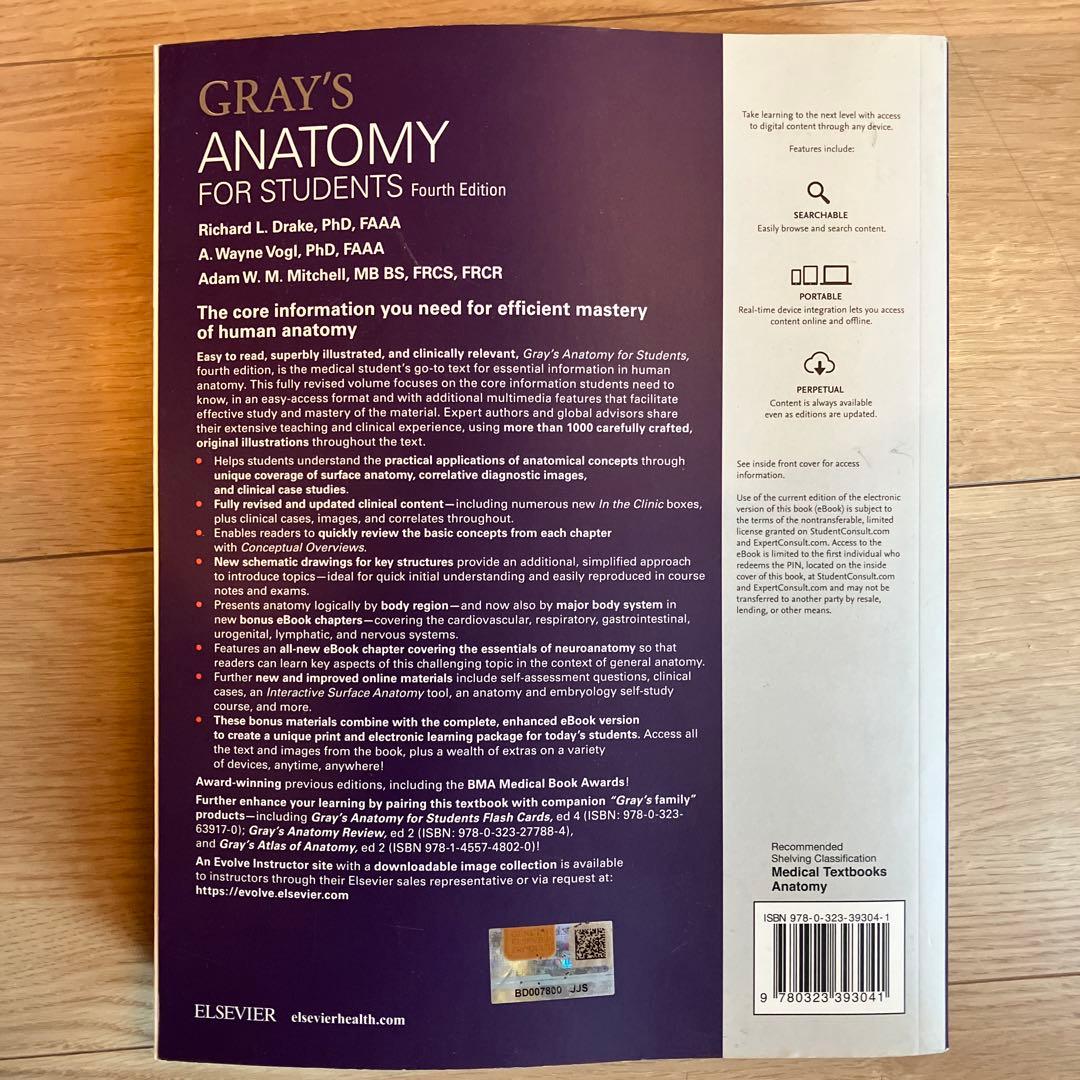 GRAY'S
ANATOMY
FOR STUDENTS Fourth Edition
Richard L. Drake, PhD, FAAA
A. Wayne Vogl, PhD, FAAA
Adam W. M. Mitchell, MB BS, FRCS, FRCR
The core information you need for efficient mastery
of human anatomy
Easy to read, superbly illustrated, and clinically relevant, Gray's Anatomy for Students,
fourth edition, is the medical student's go-to text for essential information in human
anatomy. This fully revised volume focuses on the core information students need to
know, in an easy-access format and with additional multimedia features that facilitate
effective study and mastery of the material. Expert authors and global advisors share
their extensive teaching and clinical experience, using more than 1000 carefully crafted,
original illustrations throughout the text.
• Helps students understand the practical applications of anatomical concepts through
unique coverage of surface anatomy, correlative diagnostic images,
and clinical case studies.
• Fully revised and updated clinical content—including numerous new In the Clinic boxes,
plus clinical cases, images, and correlates throughout.
• Enables readers to quickly review the basic concepts from each chapter
with Conceptual Overviews.
• New schematic drawings for key structures provide an additional, simplified approach
to introduce topics—ideal for quick initial understanding and easily reproduced in course
notes and exams.
• Presents anatomy logically by body region—and now also by major body system in
new bonus eBook chapters—covering the cardiovascular, respiratory, gastrointestinal,
urogenital, lymphatic, and nervous systems.
• Features an all-new eBook chapter covering the essentials of neuroanatomy so that
readers can learn key aspects of this challenging topic in the context of general anatomy.
• Further new and improved online materials include self-assessment questions, clinical
cases, an Interactive Surface Anatomy tool, an anatomy and embryology self-study
course, and more.
• These bonus materials combine with the complete, enhanced eBook version
to create a unique print and electronic learning package for today's students. Access all
the text and images from the book, plus a wealth of extras on a variety
of devices, anytime, anywhere!
Award-winning previous editions, including the BMA Medical Book Awards!
Further enhance your learning by pairing this textbook with companion "Gray's family"
products—including Gray's Anatomy for Students Flash Cards, ed 4 (ISBN: 978-0-323-
63917-0); Gray's Anatomy Review, ed 2 (ISBN: 978-0-323-27788-4),
and Gray's Atlas of Anatomy, ed 2 (ISBN 978-1-4557-4802-0)!
An Evolve Instructor site with a downloadable image collection is available
to instructors through their Elsevier sales representative or via request at:
https://evolve.elsevier.com
BD007800 JJS
ELSEVIER elsevierhealth.com
Take learning to the next level with access
to digital content through any device.
Features include:
SEARCHABLE
Easily browse and search content.
PORTABLE
Real-time device integration lets you access
content online and offline.
PERPETUAL
Content is always available
even as editions are updated.
See inside front cover for access
information.
Use of the current edition of the electronic
version of this book (eBook) is subject to
the terms of the nontransferable, limited
license granted on StudentConsult.com
and ExpertConsult.com. Access to the
eBook is limited to the first individual who
redeems the PIN, located on the inside
cover of this book, at StudentConsult.com
and ExpertConsult.com and may not be
transferred to another party by resale,
lending, or other means.
Recommended
Shelving Classification
Medical Textbooks
Anatomy
ISBN 978-0-323-39304-1
9 780323 393041